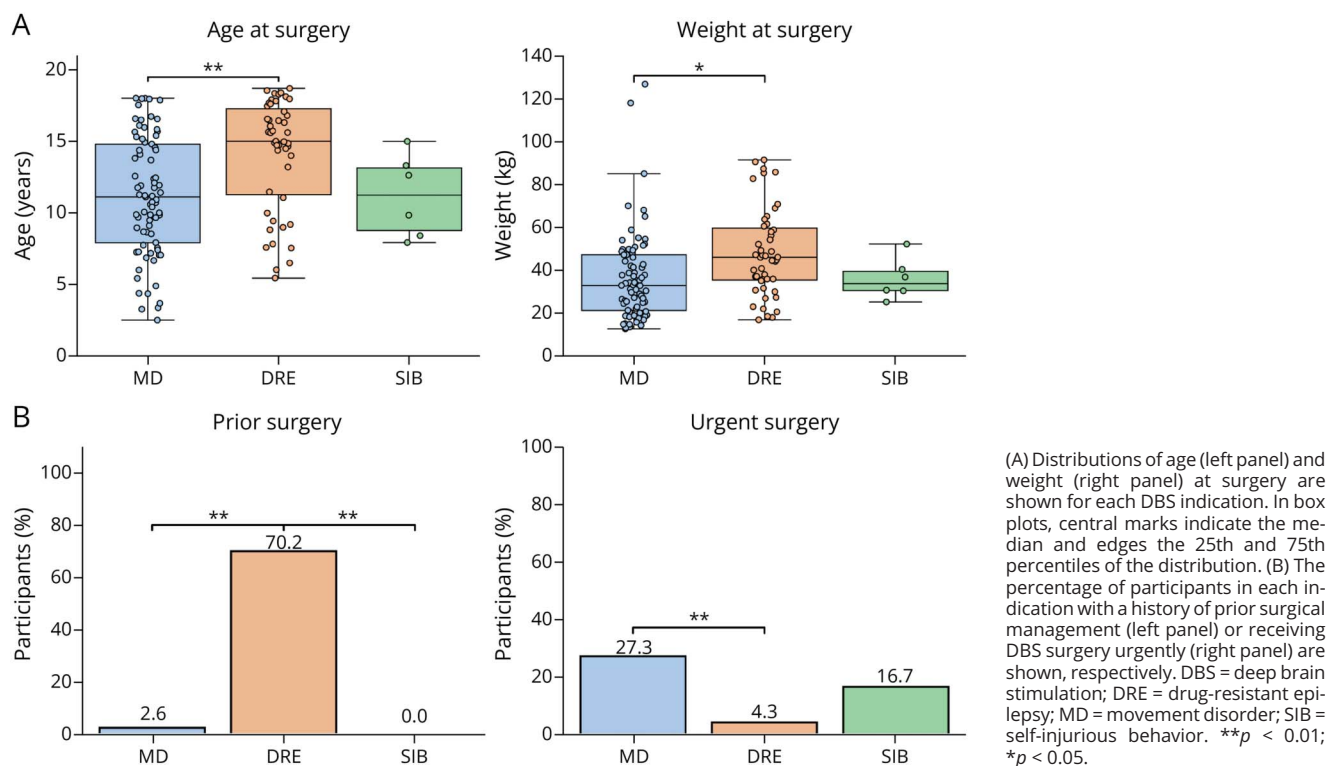 A
Age at surgery
**
Age (years)
20
15
10
5
0
MD DRE SIB
Weight at surgery
*
Weight (kg)
140
120
100
80
60
40
20
0
MD DRE SIB
B
Prior surgery
Participants (%)
100
80
60
40
20
0
** **
70.2
2.6
0.0
MD DRE SIB
Urgent surgery
Participants (%)
100
80
60
40
20
0
**
27.3
4.3
16.7
MD DRE SIB
(A) Distributions of age (left panel) and
weight (right panel) at surgery are
shown for each DBS indication. In box
plots, central marks indicate the me-
dian and edges the 25th and 75th
percentiles of the distribution. (B) The
percentage of participants in each in-
dication with a history of prior surgical
management (left panel) or receiving
DBS surgery urgently (right panel) are
shown, respectively. DBS = deep brain
stimulation; DRE = drug-resistant epi-
lepsy; MD = movement disorder; SIB =
self-injurious behavior. **p < 0.01;
*p < 0.05.